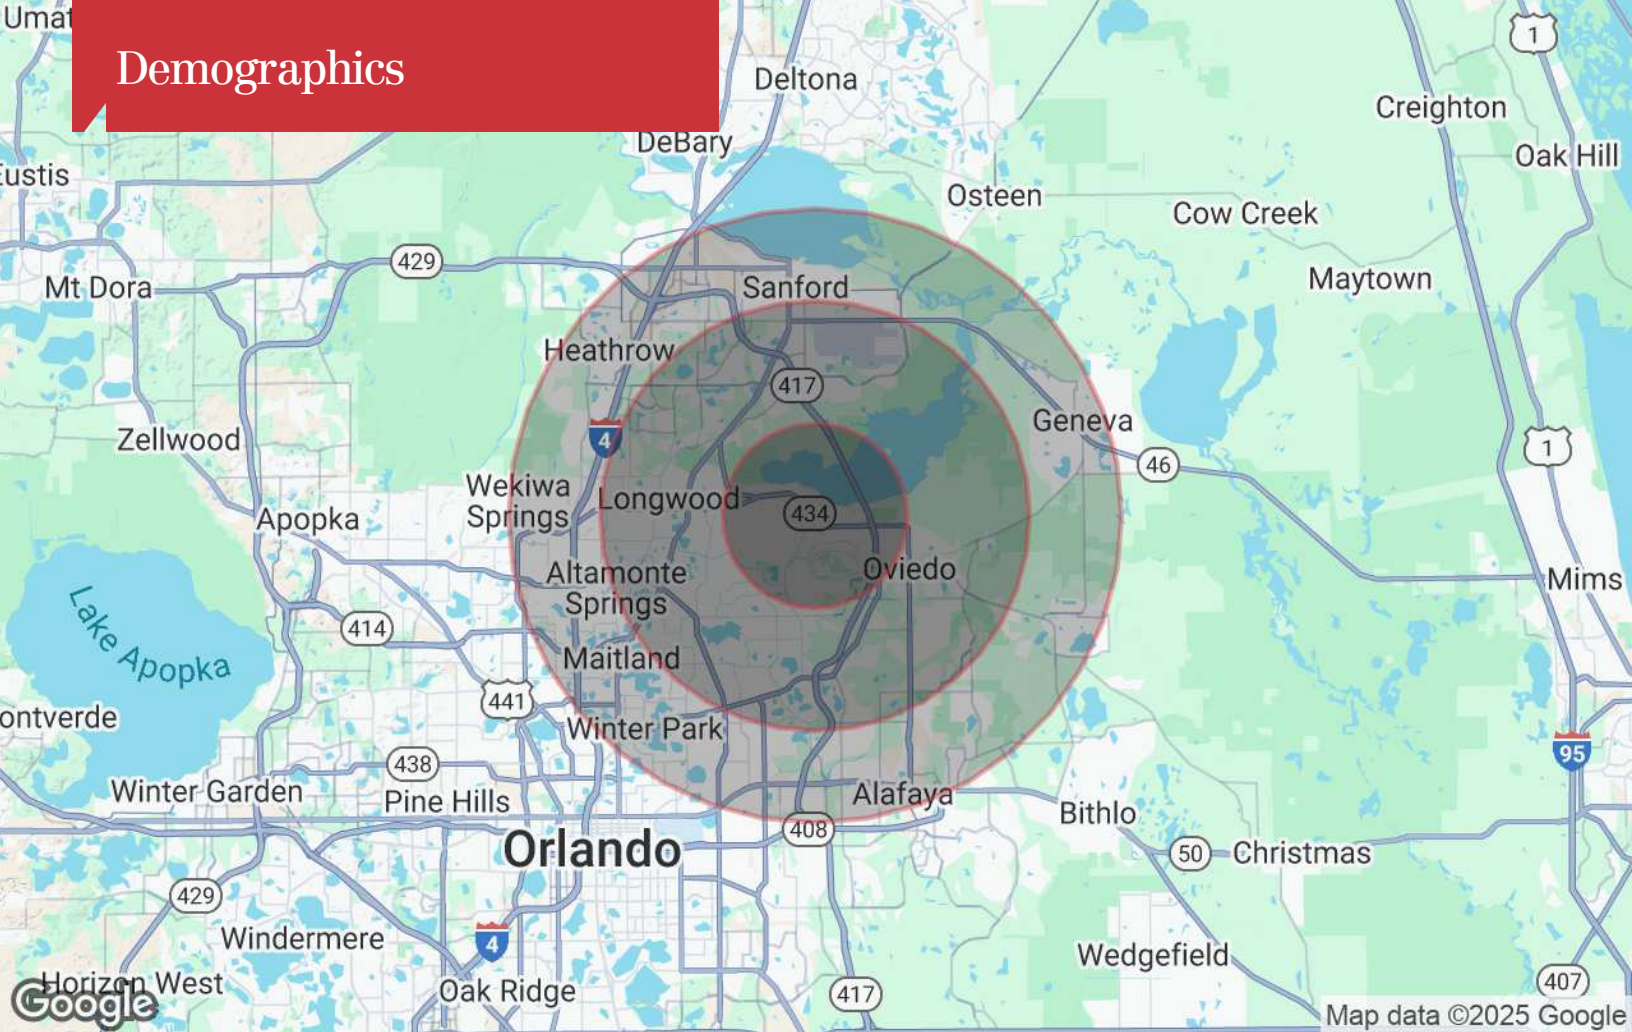 Demographics
Deltona
Creighton
DeBary
Oak Hill
Osteen
Cow Creek
429
Mt Dora
Sanford
Maytown
Heathrow
417
4
Geneva
1
1
Zellwood
46
Wekiwa
Springs
Longwood
434
Apopka
Altamonte
Springs
Oviedo
Mims
Lake Apopka
414
Maitland
441
Winter Park
95
438
Winter Garden
Pine Hills
Alafaya
Bithlo
408
Orlando
50
Christmas
429
Windermere
4
Wedgefield
Horizon West
Oak Ridge
417
407
Google
Map data ©2025 Google